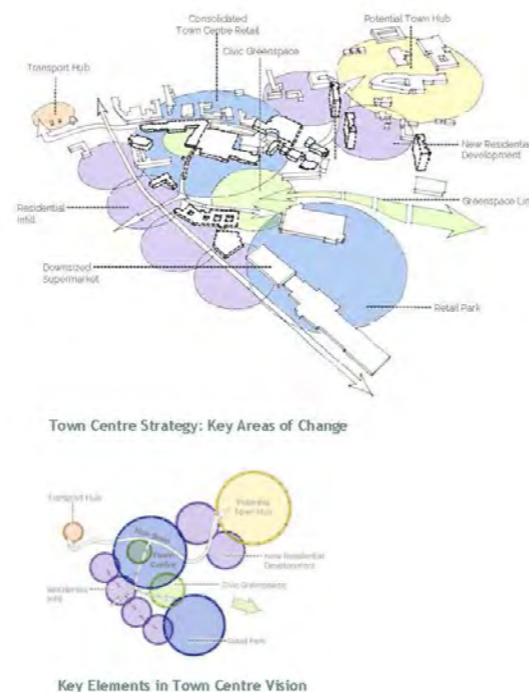 Consolidated
Town Centre Retail
Potential Town Hub
Civic Greenspace
Transport Hub
New Residential
Development
Residential
Infill
Greenspace
Downsized
Supermarket
Retail Park
Town Centre Strategy: Key Areas of Change
Transport Hub
Potential
Town Hub
Town
Centre
New Residential
Development
Residential
Infill
Civic Greenspace
Retail Park
Key Elements in Town Centre Vision